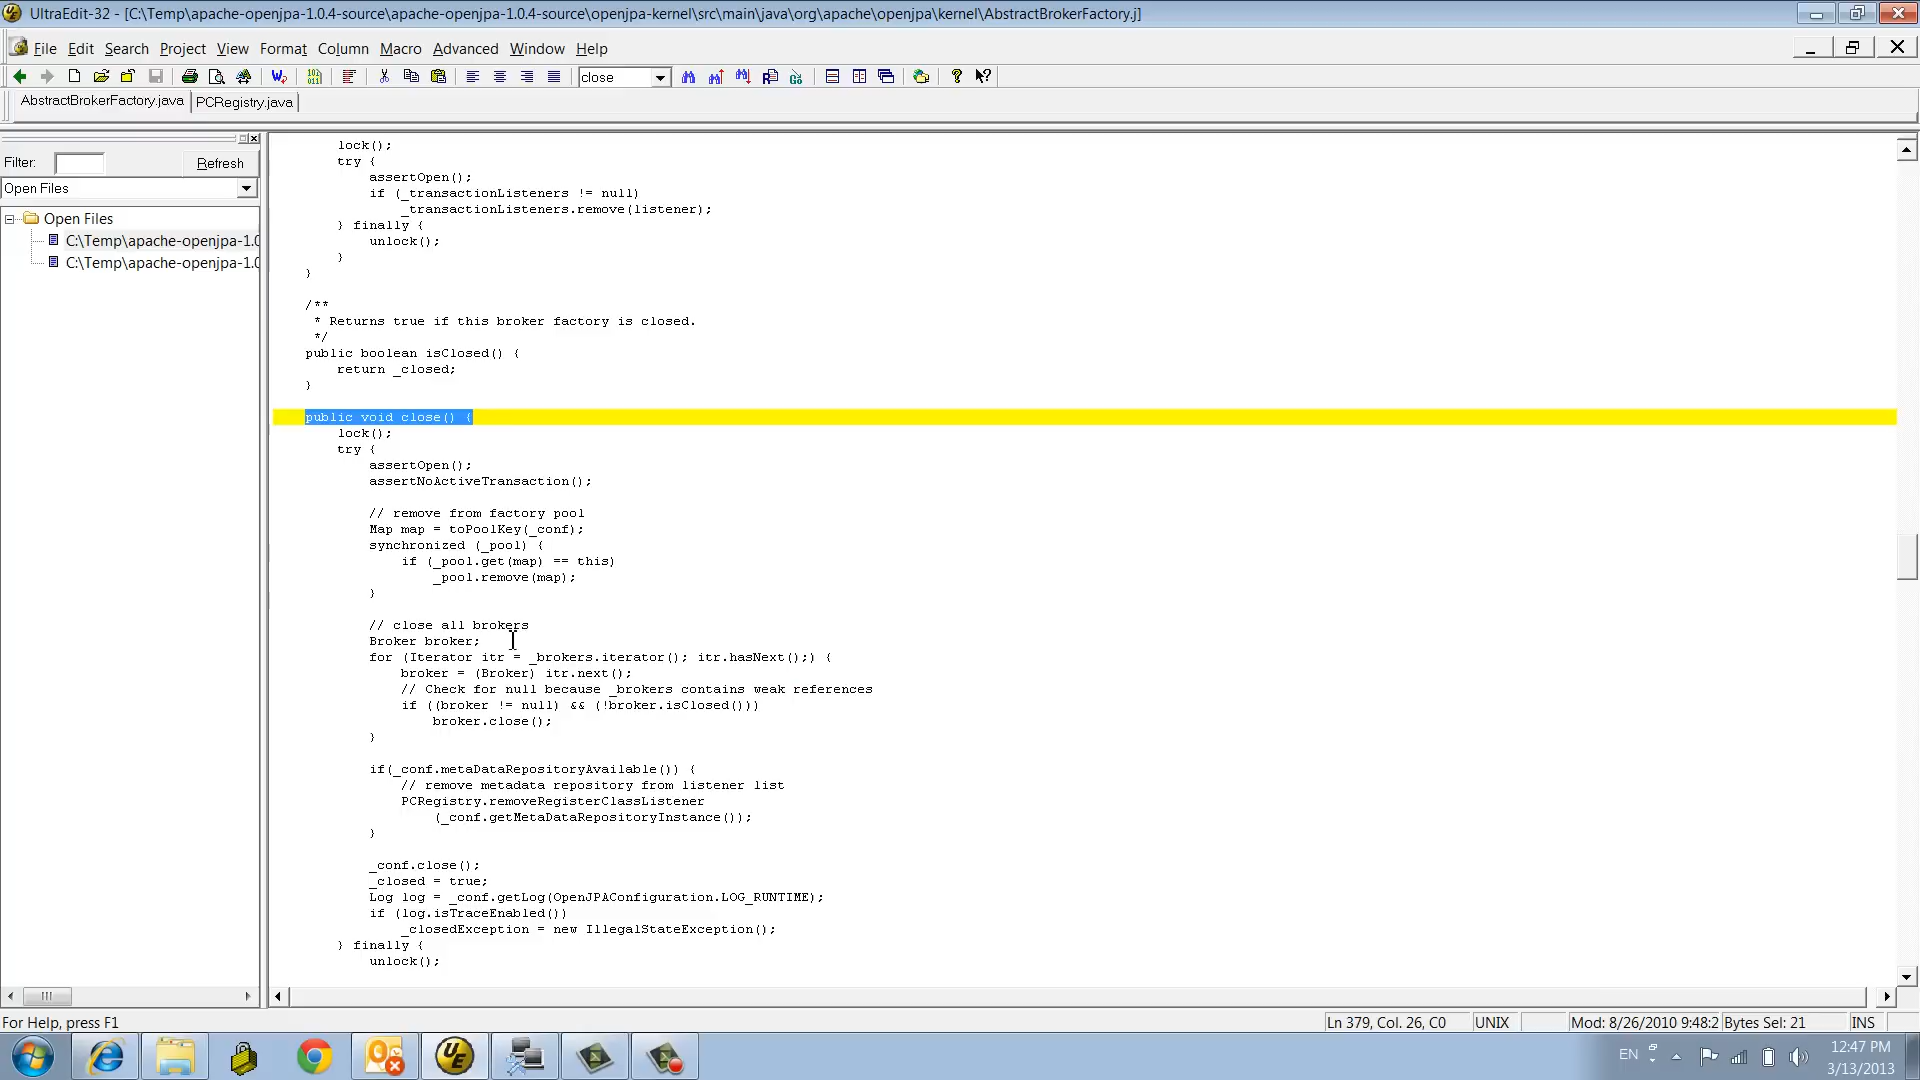 UltraEdit-32 - [C:\Temp\apache-openjpa-1.0.4-source\apache-openjpa-1.0.4-source\openjpa-kernel\src\main\java\org\apache\openjpa\kernel\AbstractBrokerFactory.j]
File Edit Search Project View Format Column Macro Advanced Window Help
close
AbstractBrokerFactory.java PCRegistry.java
Filter: Refresh
Open Files
Open Files
C:\Temp\apache-openjpa-1.0
C:\Temp\apache-openjpa-1.0
lock();
try {
assertOpen();
if (_transactionListeners != null)
_transactionListeners.remove(listener);
} finally {
unlock();
}
}
/**
* Returns true if this broker factory is closed.
*/
public boolean isClosed() {
return _closed;
}
public void close() {
lock();
try {
assertOpen();
assertNoActiveTransaction();
// remove from factory pool
Map map = toPoolKey(_conf);
synchronized (_pool) {
if (_pool.get(map) == this)
_pool.remove(map);
}
// close all brokers
Broker broker;
for (Iterator itr = _brokers.iterator(); itr.hasNext();) {
broker = (Broker) itr.next();
// Check for null because _brokers contains weak references
if ((broker != null) && (!broker.isClosed()))
broker.close();
}
if(_conf.metaDataRepositoryAvailable()) {
// remove metadata repository from listener list
PCRegistry.removeRegisterClassListener
(_conf.getMetaDataRepositoryInstance());
}
_conf.close();
_closed = true;
Log log = _conf.getLog(OpenJPAConfiguration.LOG_RUNTIME);
if (log.isTraceEnabled())
_closedException = new IllegalStateException();
} finally {
unlock();
For Help, press F1
Ln 379, Col. 26, C0 UNIX Mod: 8/26/2010 9:48:2 Bytes Sel: 21 INS
EN
12:47 PM
3/13/2013